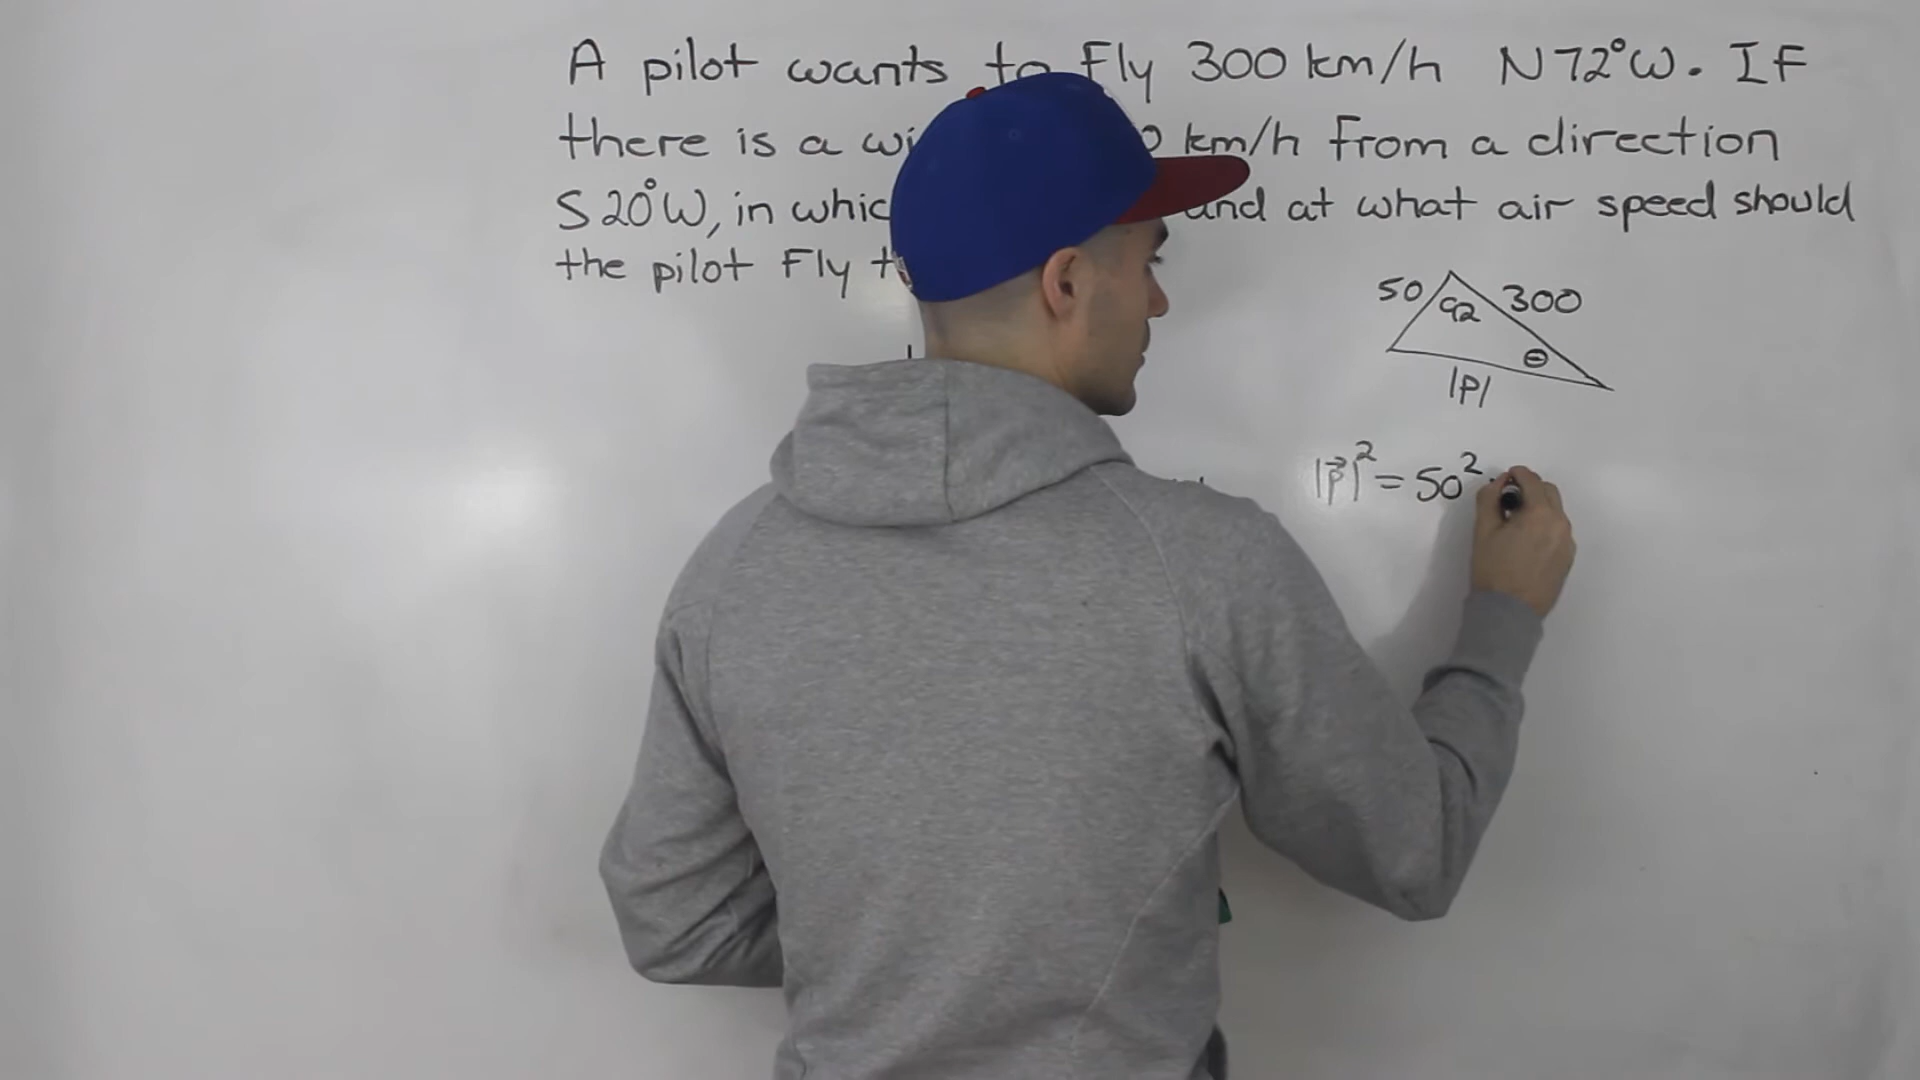 A pilot wants to Fly 300 km/h N72°W. IF
there is a km/h from a direction
S20°W, in and at what air speed should
the pilot Fly
50 92 300
θ
|P|
|p⃗|² = 50²